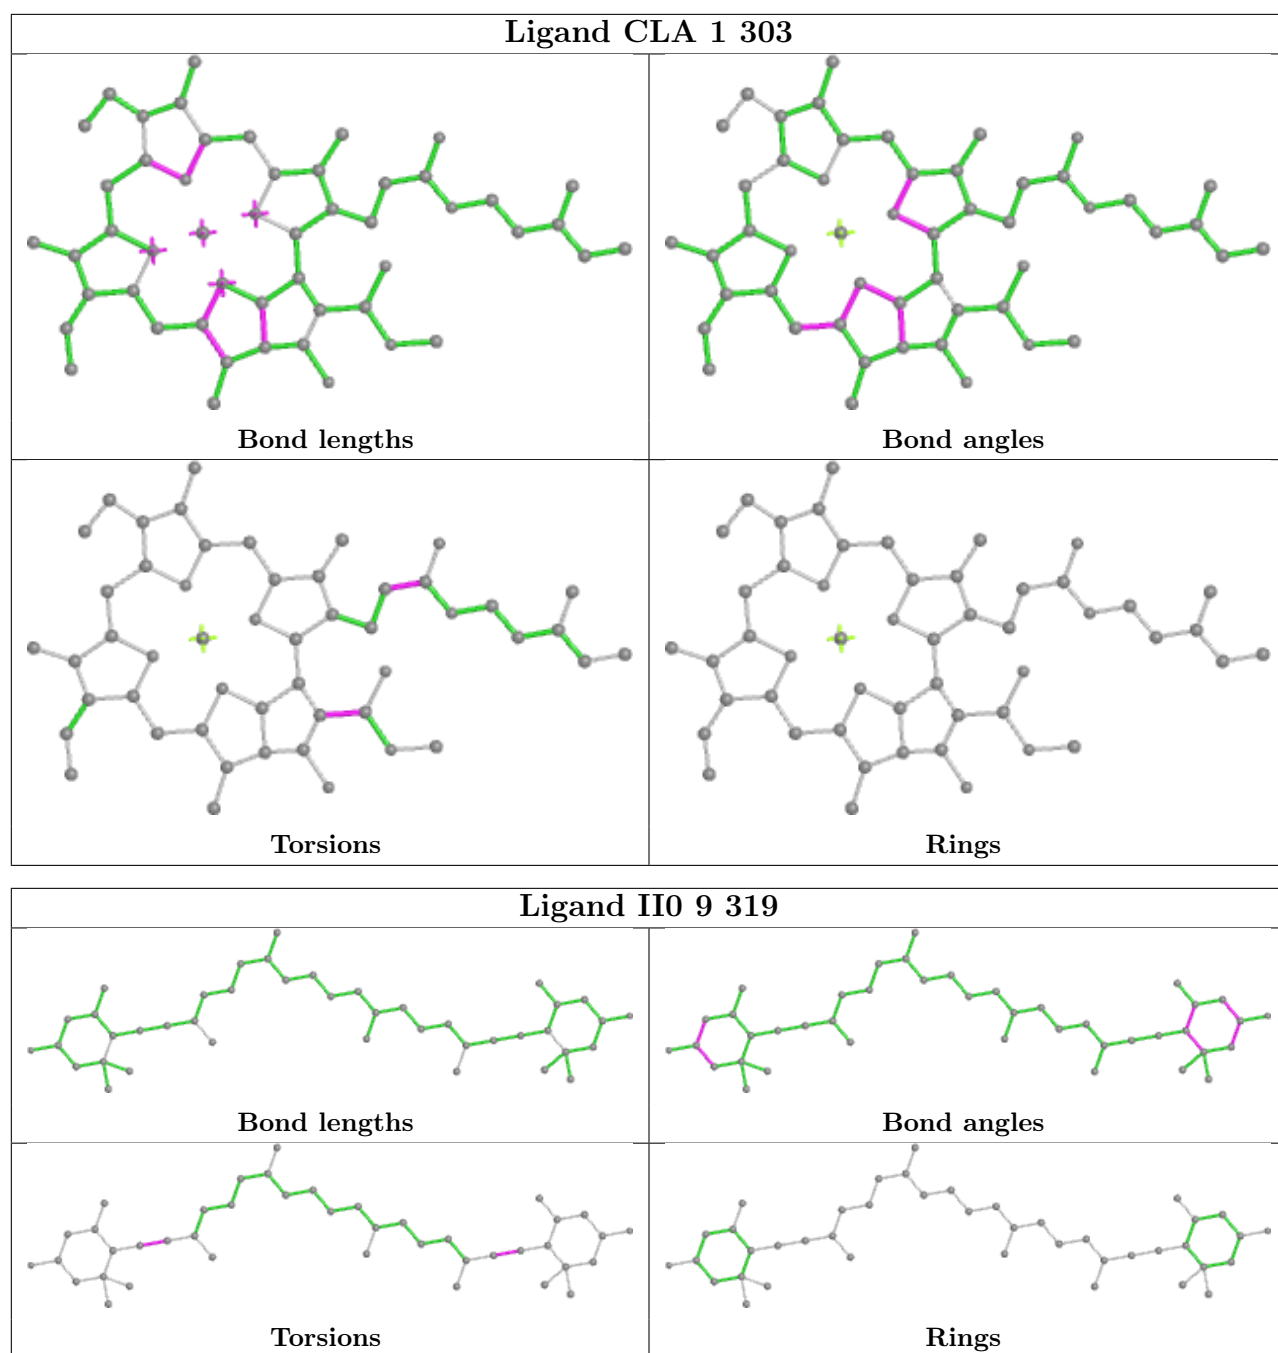 Ligand CLA 1 303
Bond lengths
Bond angles
Torsions
Rings
Ligand II0 9 319
Bond lengths
Bond angles
Torsions
Rings